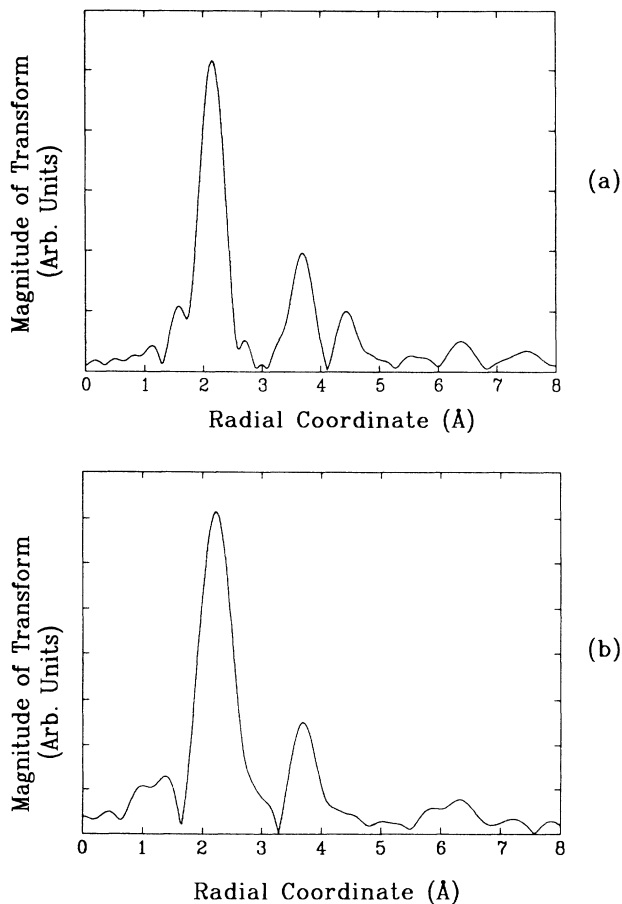 Magnitude of Transform
(Arb. Units)
0 1 2 3 4 5 6 7 8
Radial Coordinate (Å)
(a)
Magnitude of Transform
(Arb. Units)
0 1 2 3 4 5 6 7 8
Radial Coordinate (Å)
(b)